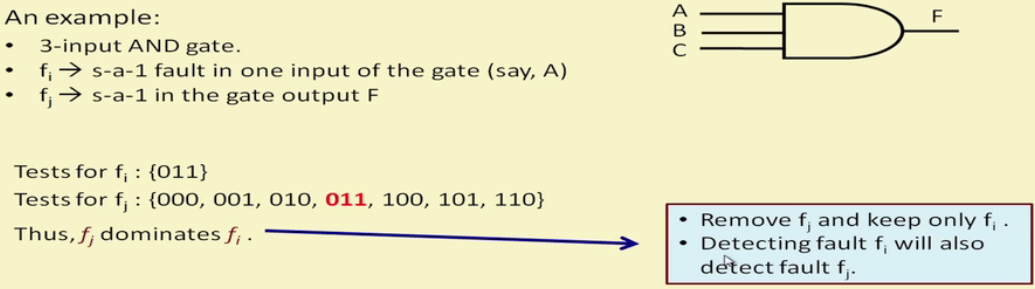 An example:
• 3-input AND gate.
• fᵢ → s-a-1 fault in one input of the gate (say, A)
• fⱼ → s-a-1 in the gate output F
A
B
C
F
Tests for fᵢ : {011}
Tests for fⱼ : {000, 001, 010, 011, 100, 101, 110}
Thus, fⱼ dominates fᵢ .
• Remove fⱼ and keep only fᵢ .
• Detecting fault fᵢ will also
detect fault fⱼ.